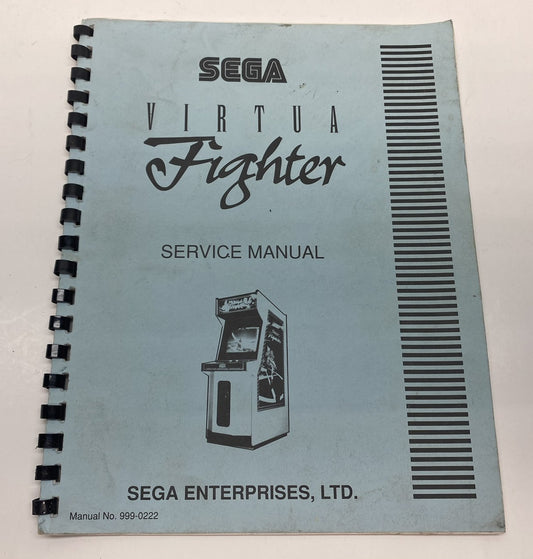 SEGA
VIRTUA
Fighter
SERVICE MANUAL
SEGA ENTERPRISES, LTD.
Manual No. 999-0222